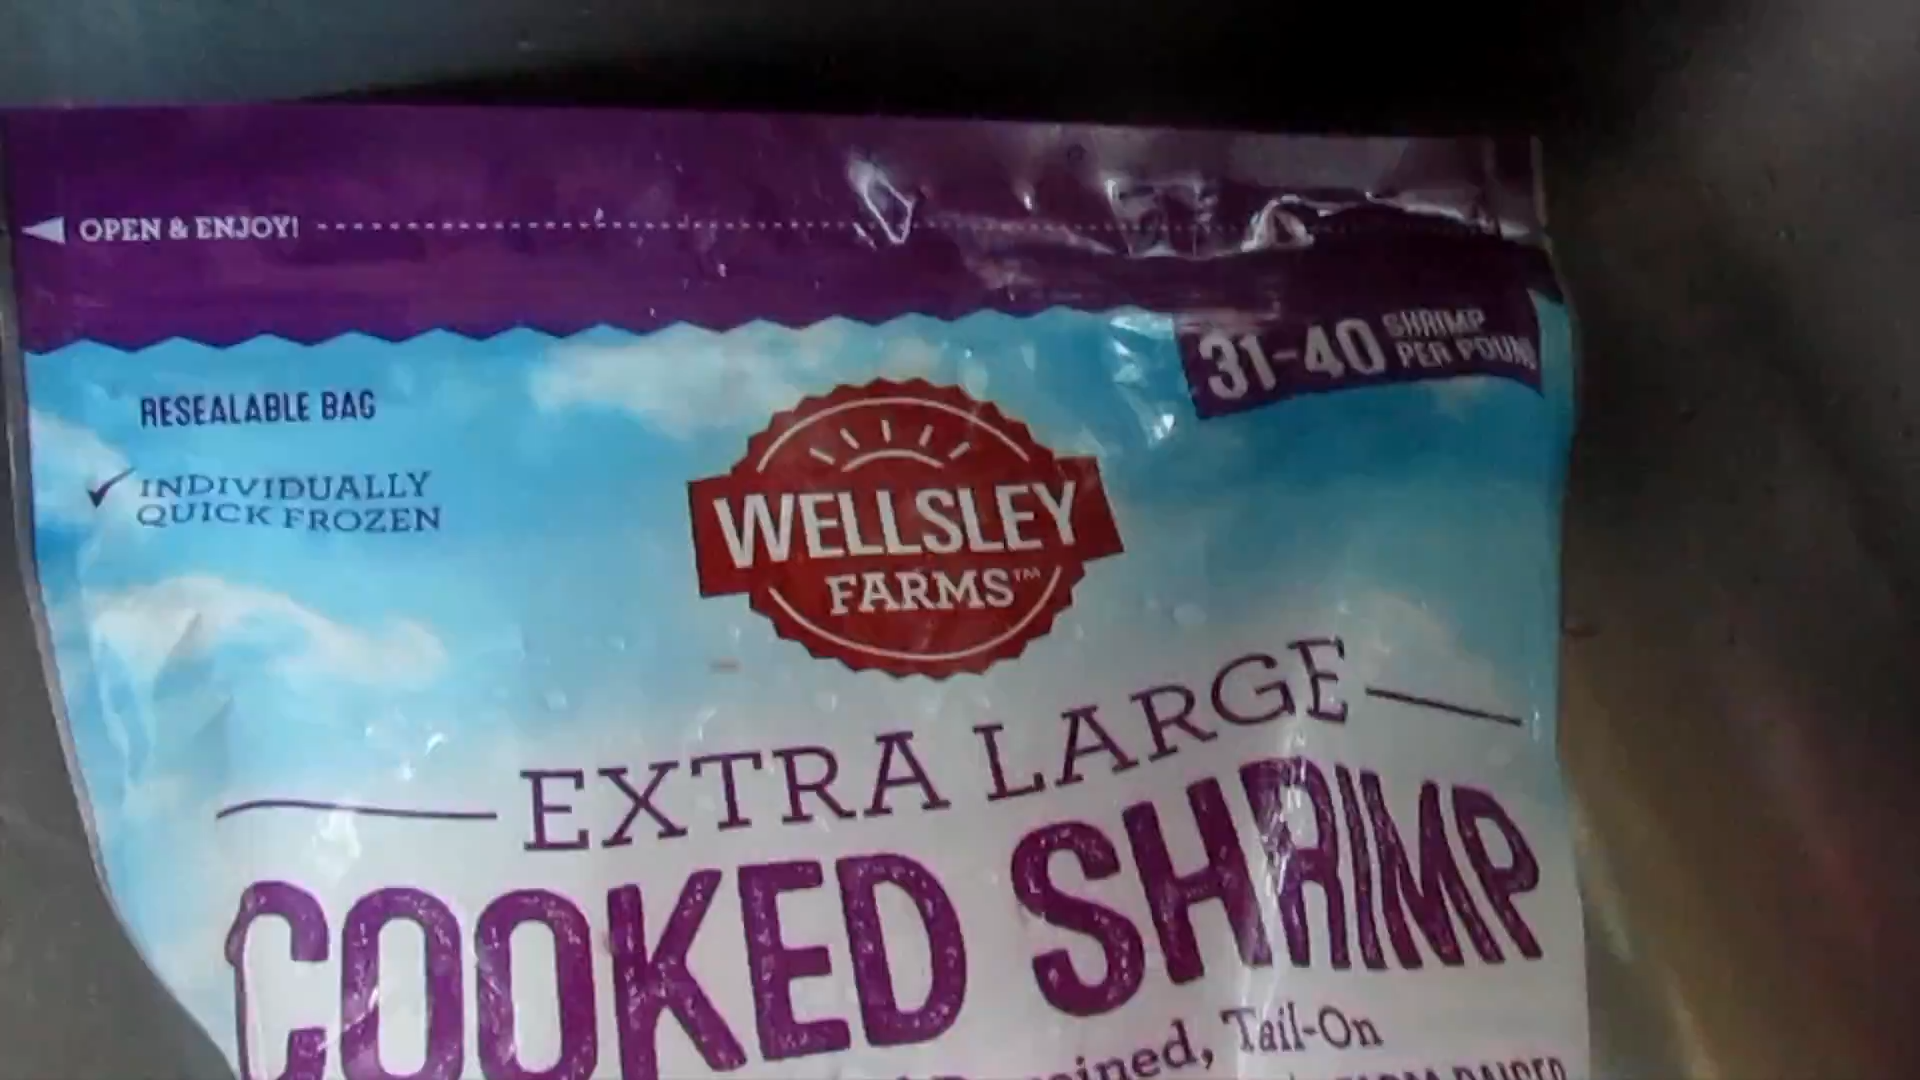 OPEN & ENJOY!
31-40 SHRIMP PER POUND
RESEALABLE BAG
✓ INDIVIDUALLY
QUICK FROZEN
WELLSLEY
FARMS™
EXTRA LARGE
COOKED SHRIMP
Tail-On